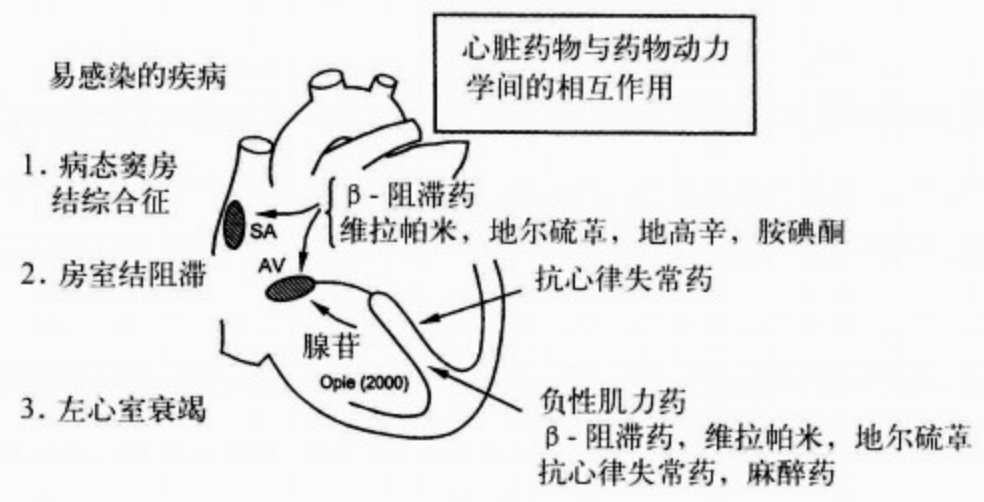 心脏药物与药物动力
学间的相互作用
易感染的疾病
1. 病态窦房
结综合征
β-阻滞药
维拉帕米，地尔硫䓬，地高辛，胺碘酮
SA
AV
2. 房室结阻滞
抗心律失常药
腺苷
Opie (2000)
3. 左心室衰竭
负性肌力药
β-阻滞药，维拉帕米，地尔硫䓬
抗心律失常药，麻醉药